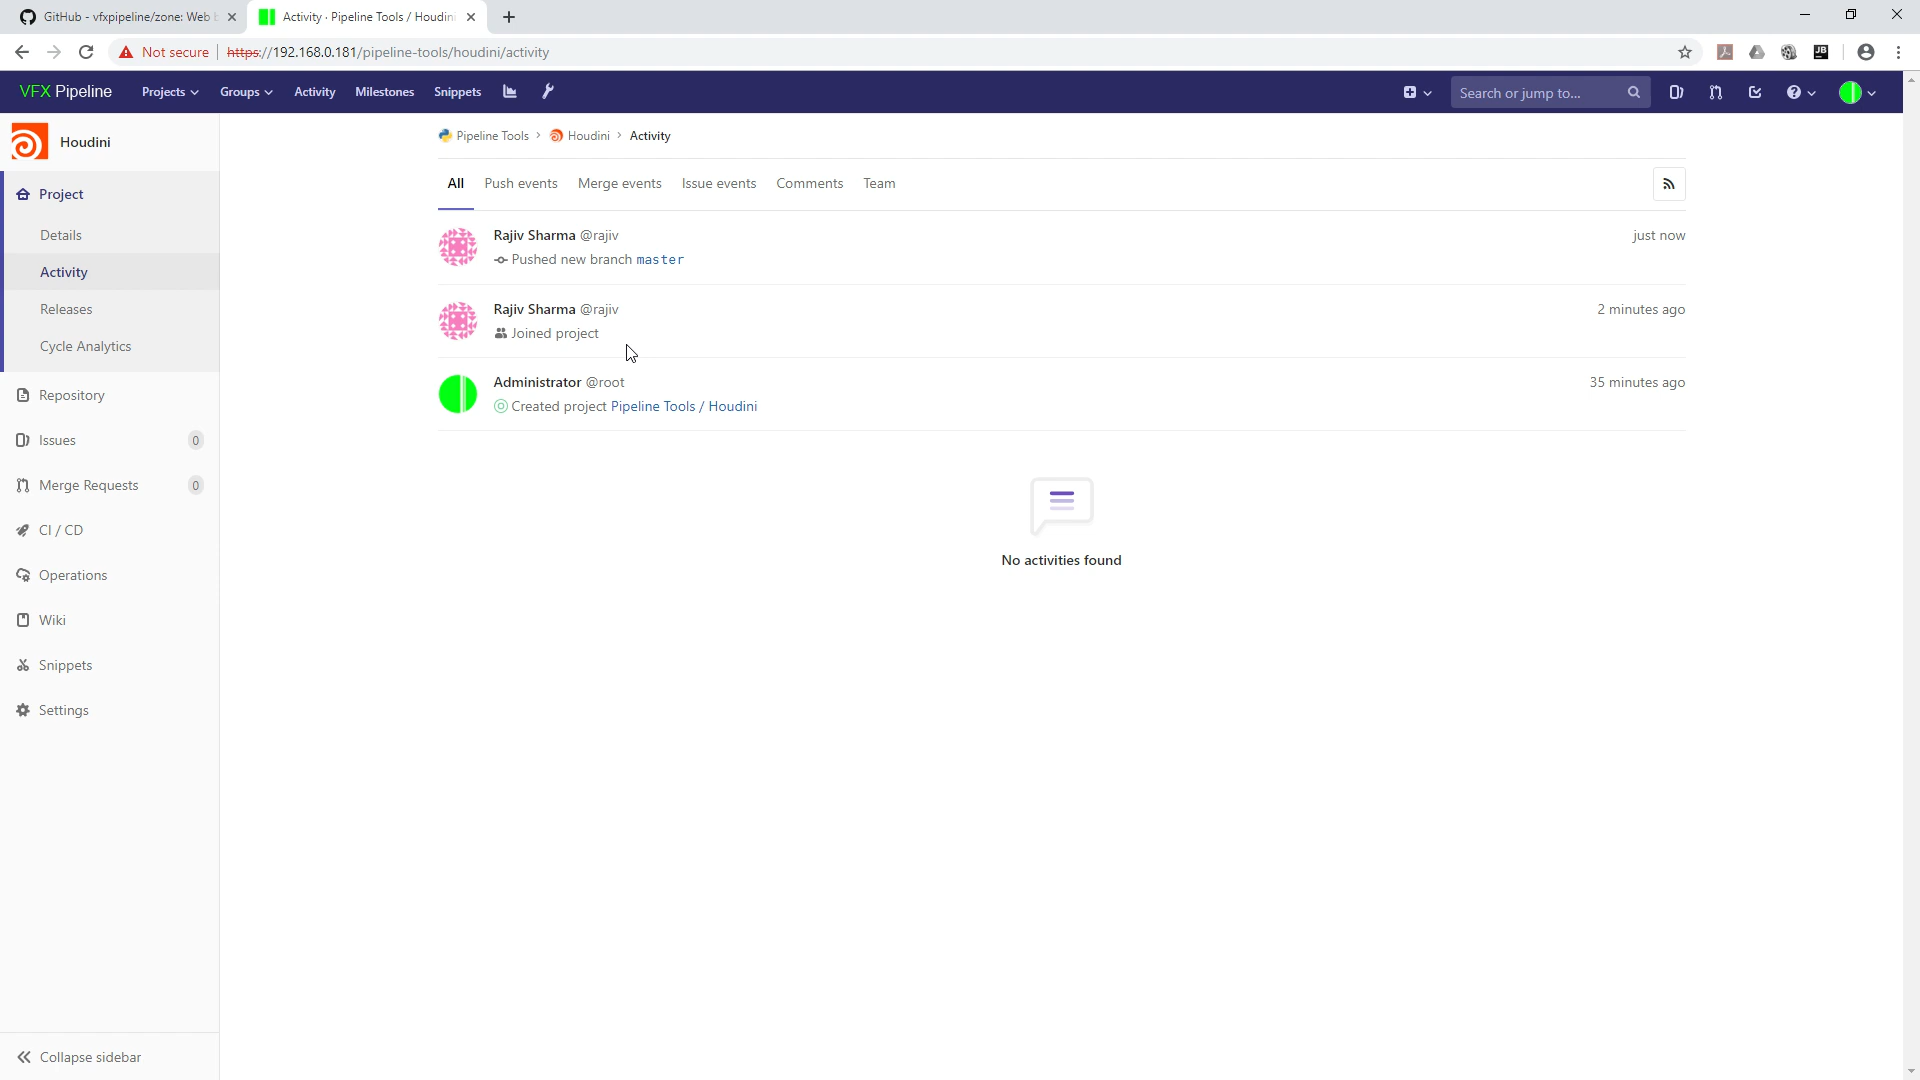 GitHub - vfxpipeline/zone: Web b
Activity · Pipeline Tools / Houdini
Not secure
https://192.168.0.181/pipeline-tools/houdini/activity
JB
VFX Pipeline
Projects
Groups
Activity
Milestones
Snippets
Search or jump to...
Houdini
Pipeline Tools › Houdini › Activity
Project
Details
Activity
Releases
Cycle Analytics
Repository
Issues 0
Merge Requests 0
CI / CD
Operations
Wiki
Snippets
Settings
Collapse sidebar
All
Push events
Merge events
Issue events
Comments
Team
Rajiv Sharma @rajiv
just now
Pushed new branch master
Rajiv Sharma @rajiv
2 minutes ago
Joined project
Administrator @root
35 minutes ago
Created project Pipeline Tools / Houdini
No activities found